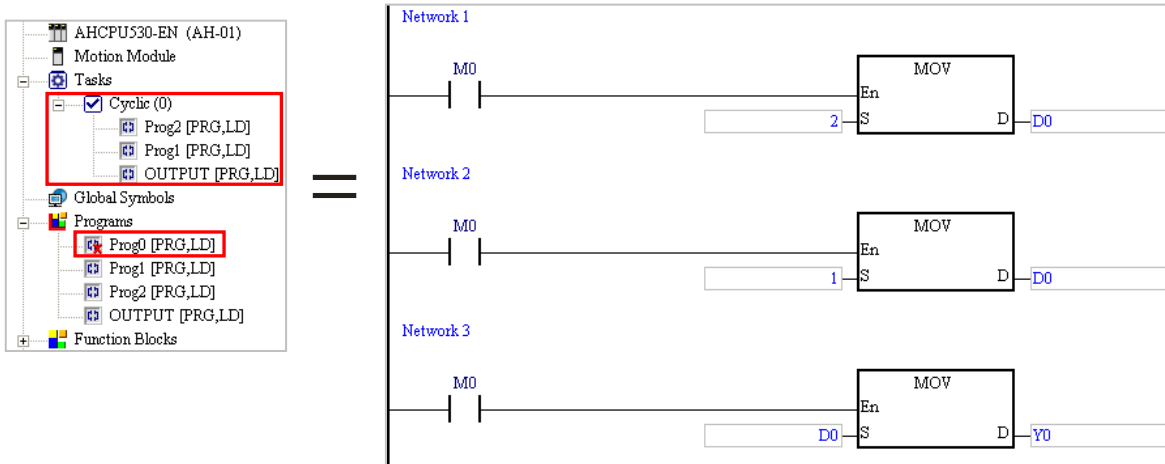 AHCPU530-EN (AH-01)
Motion Module
Tasks
Cyclic (0)
Prog2 [PRG,LD]
Prog1 [PRG,LD]
OUTPUT [PRG,LD]
Global Symbols
Programs
Prog0 [PRG,LD]
Prog1 [PRG,LD]
Prog2 [PRG,LD]
OUTPUT [PRG,LD]
Function Blocks
=
Network 1
M0
MOV
En
2 S D D0
Network 2
M0
MOV
En
1 S D D0
Network 3
M0
MOV
En
D0 S D Y0